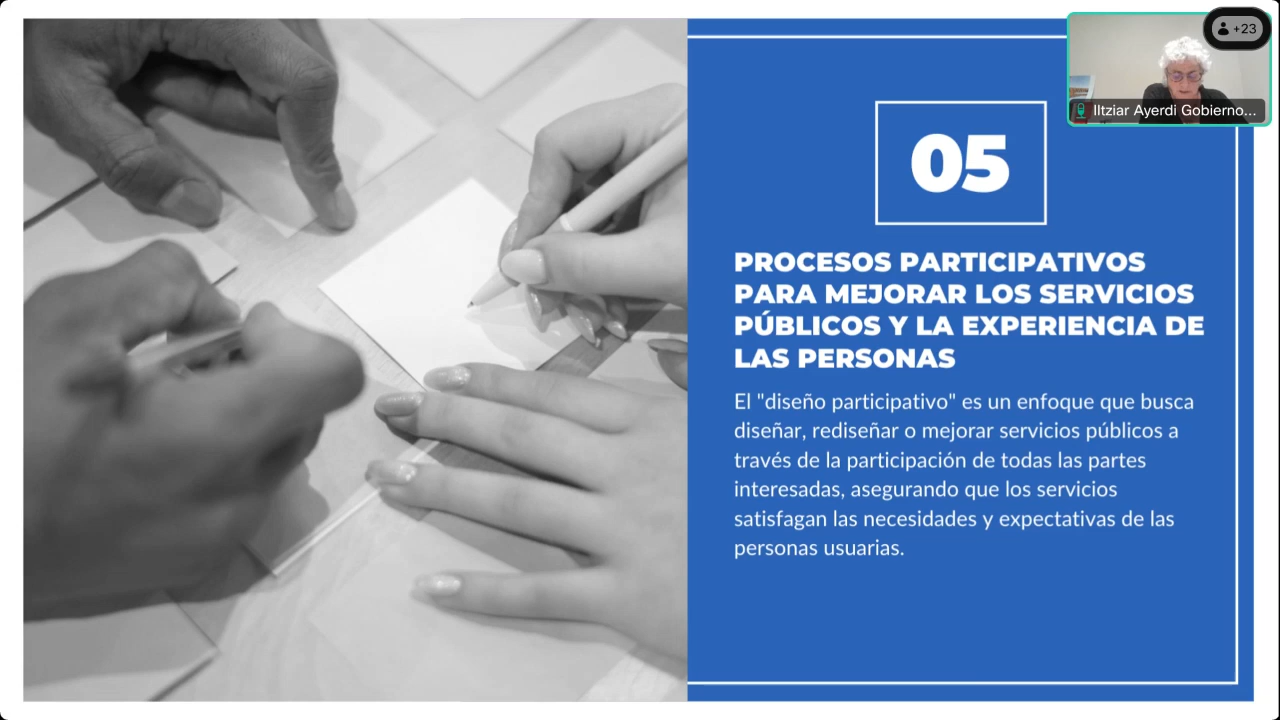 +23
Iltziar Ayerdi Gobierno...
05
PROCESOS PARTICIPATIVOS
PARA MEJORAR LOS SERVICIOS
PÚBLICOS Y LA EXPERIENCIA DE
LAS PERSONAS
El "diseño participativo" es un enfoque que busca
diseñar, rediseñar o mejorar servicios públicos a
través de la participación de todas las partes
interesadas, asegurando que los servicios
satisfagan las necesidades y expectativas de las
personas usuarias.